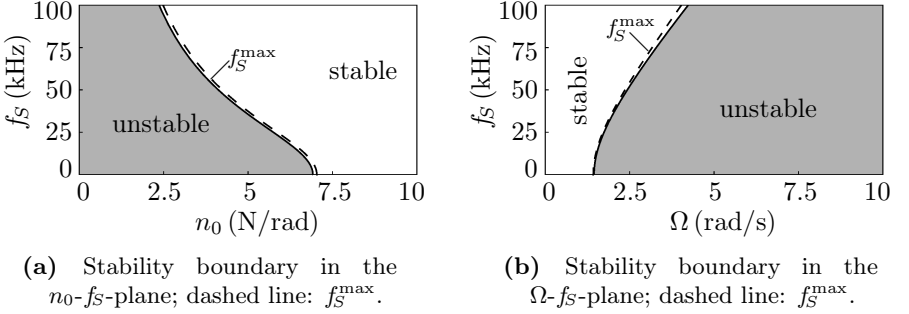 100
75
50
25
0
f_S (kHz)
f_S^max
stable
unstable
0 2.5 5 7.5 10
n_0 (N/rad)
(a) Stability boundary in the
n_0-f_S-plane; dashed line: f_S^max.
100
75
50
25
0
f_S (kHz)
f_S^max
stable
unstable
0 2.5 5 7.5 10
Ω (rad/s)
(b) Stability boundary in the
Ω-f_S-plane; dashed line: f_S^max.